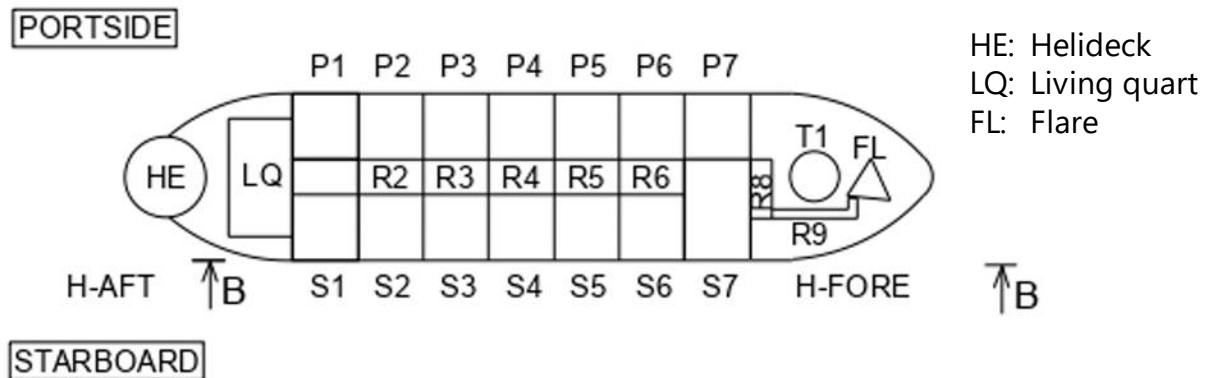 PORTSIDE
P1 P2 P3 P4 P5 P6 P7
HE: Helideck
LQ: Living quart
FL: Flare
T1
FL
HE LQ R2 R3 R4 R5 R6 R8
R9
H-AFT B S1 S2 S3 S4 S5 S6 S7 H-FORE B
STARBOARD